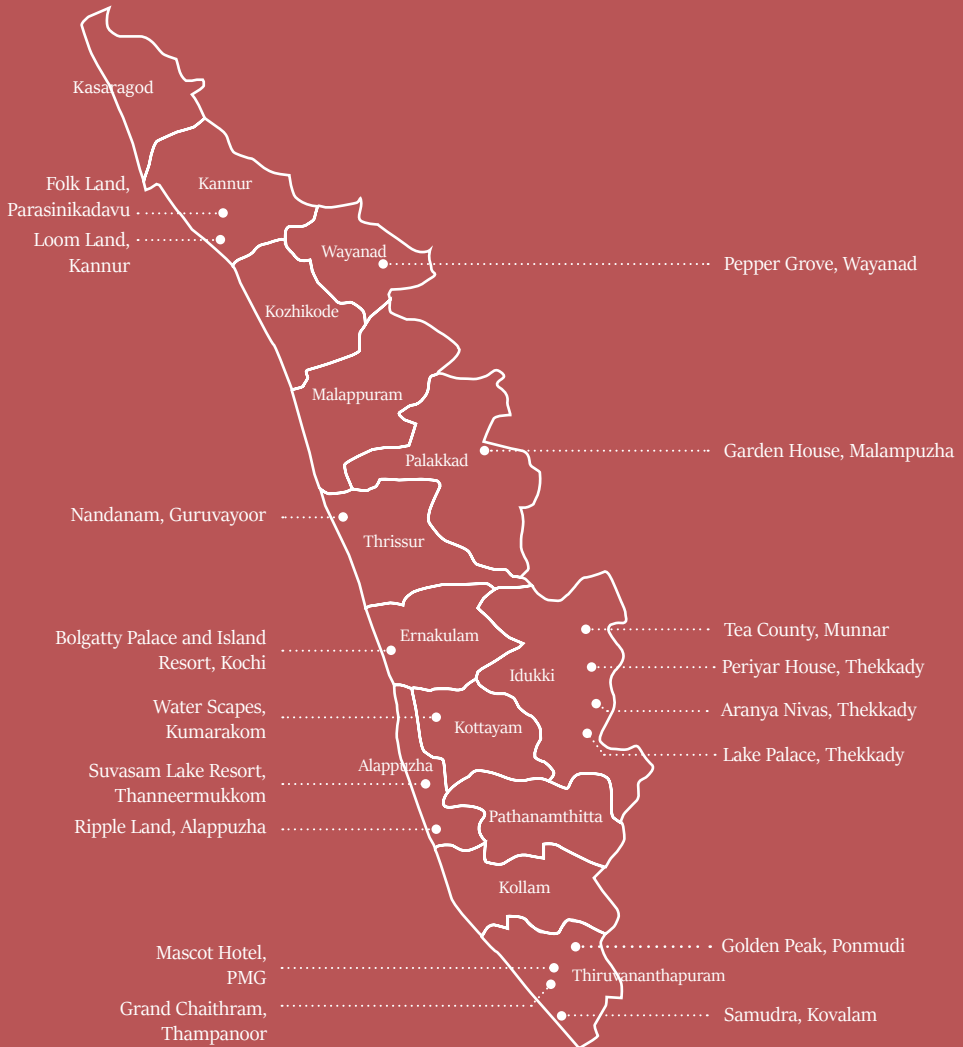 Kasaragod
Folk Land,
Parasinikadavu
Kannur
Loom Land,
Kannur
Wayanad
Pepper Grove, Wayanad
Kozhikode
Malappuram
Palakkad
Garden House, Malampuzha
Nandanam, Guruvayoor
Thrissur
Bolgatty Palace and Island
Resort, Kochi
Ernakulam
Tea County, Munnar
Idukki
Periyar House, Thekkady
Water Scapes,
Kumarakom
Kottayam
Aranya Nivas, Thekkady
Lake Palace, Thekkady
Alappuzha
Suvasam Lake Resort,
Thanneermukkom
Ripple Land, Alappuzha
Pathanamthitta
Kollam
Mascot Hotel,
PMG
Golden Peak, Ponmudi
Thiruvananthapuram
Grand Chaithram,
Thampanoor
Samudra, Kovalam